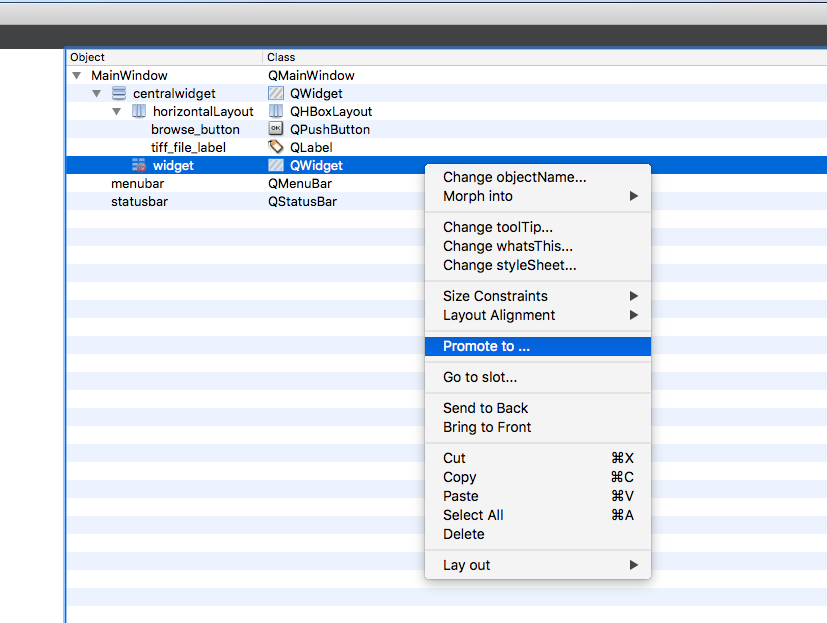 Object Class
MainWindow QMainWindow
centralwidget QWidget
horizontalLayout QHBoxLayout
browse_button OK QPushButton
tiff_file_label QLabel
widget QWidget
menubar QMenuBar
statusbar QStatusBar
Change objectName...
Morph into
Change toolTip...
Change whatsThis...
Change styleSheet...
Size Constraints
Layout Alignment
Promote to ...
Go to slot...
Send to Back
Bring to Front
Cut ⌘X
Copy ⌘C
Paste ⌘V
Select All ⌘A
Delete
Lay out